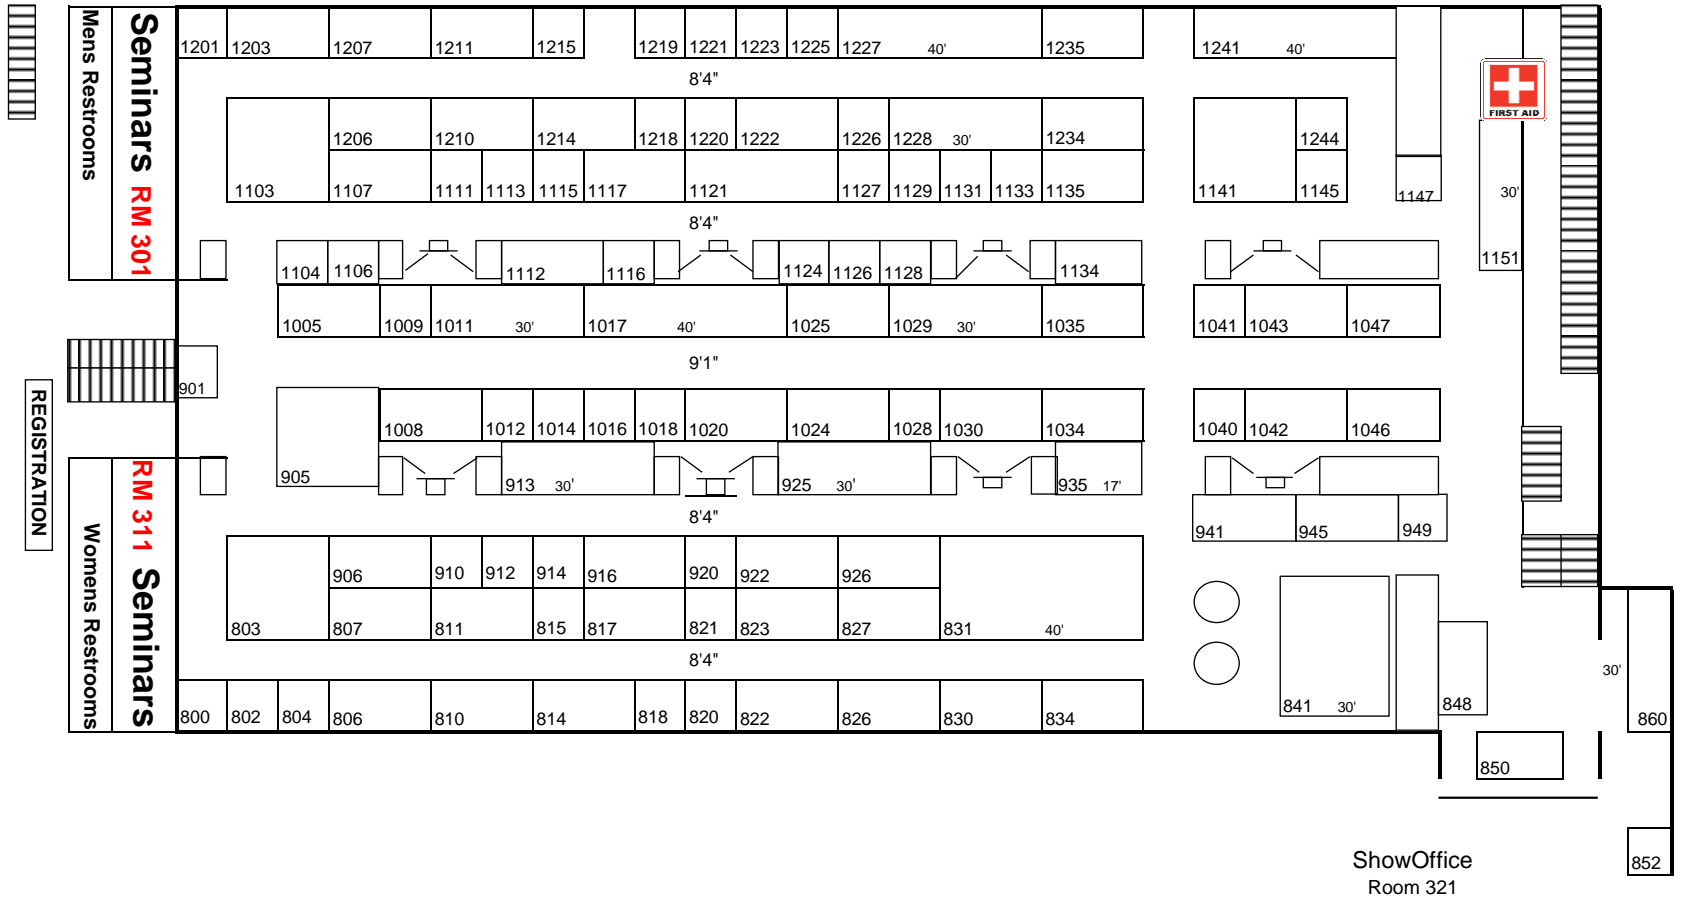 Mens Restrooms
Seminars RM 301
1201 1203 1207 1211 1215 1219 1221 1223 1225 1227 40' 1235 1241 40'
8'4"
FIRST AID
1206 1210 1214 1218 1220 1222 1226 1228 30' 1234 1244
1103 1107 1111 1113 1115 1117 1121 1127 1129 1131 1133 1135 1141 1145 1147 30'
8'4"
1151
1104 1106 1112 1116 1124 1126 1128 1134
1005 1009 1011 30' 1017 40' 1025 1029 30' 1035 1041 1043 1047
9'1"
901
REGISTRATION
1008 1012 1014 1016 1018 1020 1024 1028 1030 1034 1040 1042 1046
905 913 30' 925 30' 935 17'
8'4"
941 945 949
RM 311 Seminars
Womens Restrooms
906 910 912 914 916 920 922 926
803 807 811 815 817 821 823 827 831 40'
8'4"
30'
800 802 804 806 810 814 818 820 822 826 830 834 841 30' 848 860
850
852
ShowOffice
Room 321